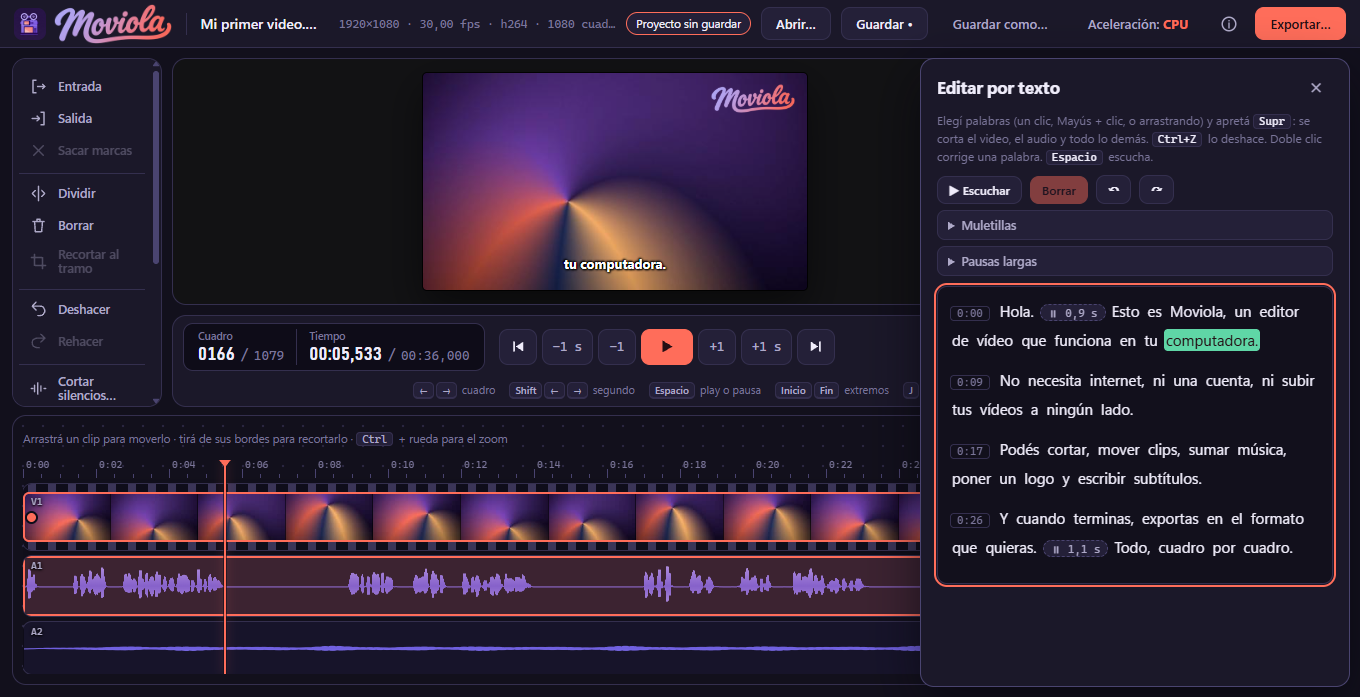 Moviola
Mi primer video....
1920×1080 · 30,00 fps · h264 · 1080 cuad…
Proyecto sin guardar
Abrir...
Guardar •
Guardar como...
Aceleración: CPU
Exportar...
Entrada
Salida
Sacar marcas
Dividir
Borrar
Recortar al
tramo
Deshacer
Rehacer
Cortar
silencios...
Moviola
tu computadora.
Cuadro
0166 / 1079
Tiempo
00:05,533 / 00:36,000
−1 s
−1
+1
+1 s
← → cuadro
Shift ← → segundo
Espacio play o pausa
Inicio Fin extremos
J
Arrastrá un clip para moverlo · tirá de sus bordes para recortarlo · Ctrl + rueda para el zoom
0:00 0:02 0:04 0:06 0:08 0:10 0:12 0:14 0:16 0:18 0:20 0:22 0:2
V1
A1
A2
Editar por texto
Elegí palabras (un clic, Mayús + clic, o arrastrando) y apretá Supr : se
corta el video, el audio y todo lo demás. Ctrl+Z lo deshace. Doble clic
corrige una palabra. Espacio escucha.
Escuchar
Borrar
Muletillas
Pausas largas
0:00 Hola. 0,9 s Esto es Moviola, un editor
de vídeo que funciona en tu computadora.
0:09 No necesita internet, ni una cuenta, ni subir
tus vídeos a ningún lado.
0:17 Podés cortar, mover clips, sumar música,
poner un logo y escribir subtítulos.
0:26 Y cuando terminas, exportas en el formato
que quieras. 1,1 s Todo, cuadro por cuadro.